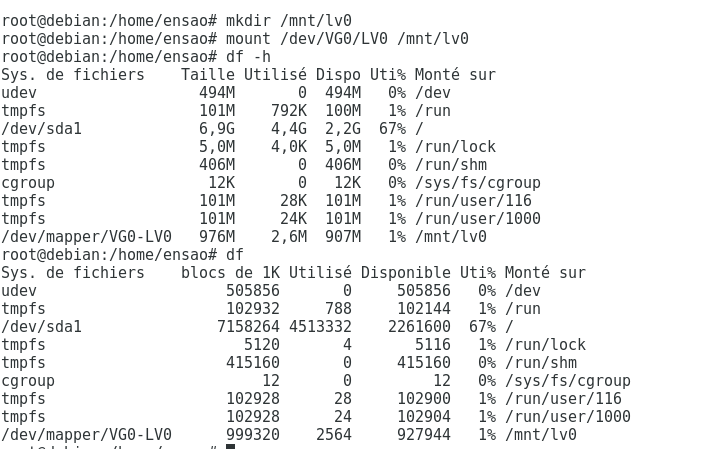 root@debian:/home/ensao# mkdir /mnt/lv0
root@debian:/home/ensao# mount /dev/VG0/LV0 /mnt/lv0
root@debian:/home/ensao# df -h
Sys. de fichiers    Taille Utilisé Dispo Uti% Monté sur
udev                  494M       0  494M   0% /dev
tmpfs                 101M    792K  100M   1% /run
/dev/sda1             6,9G    4,4G  2,2G  67% /
tmpfs                 5,0M    4,0K  5,0M   1% /run/lock
tmpfs                 406M       0  406M   0% /run/shm
cgroup                 12K       0   12K   0% /sys/fs/cgroup
tmpfs                 101M     28K  101M   1% /run/user/116
tmpfs                 101M     24K  101M   1% /run/user/1000
/dev/mapper/VG0-LV0   976M    2,6M  907M   1% /mnt/lv0
root@debian:/home/ensao# df
Sys. de fichiers    blocs de 1K Utilisé Disponible Uti% Monté sur
udev                     505856       0     505856   0% /dev
tmpfs                    102932     788     102144   1% /run
/dev/sda1               7158264 4513332    2261600  67% /
tmpfs                      5120       4       5116   1% /run/lock
tmpfs                    415160       0     415160   0% /run/shm
cgroup                       12       0         12   0% /sys/fs/cgroup
tmpfs                    102928      28     102900   1% /run/user/116
tmpfs                    102928      24     102904   1% /run/user/1000
/dev/mapper/VG0-LV0      999320    2564     927944   1% /mnt/lv0
root@debian:/home/ensao#